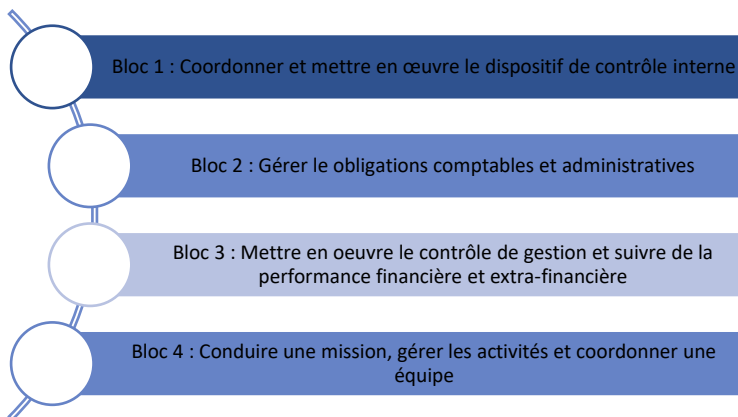 Bloc 1 : Coordonner et mettre en œuvre le dispositif de contrôle interne
Bloc 2 : Gérer le obligations comptables et administratives
Bloc 3 : Mettre en oeuvre le contrôle de gestion et suivre de la
performance financière et extra-financière
Bloc 4 : Conduire une mission, gérer les activités et coordonner une
équipe